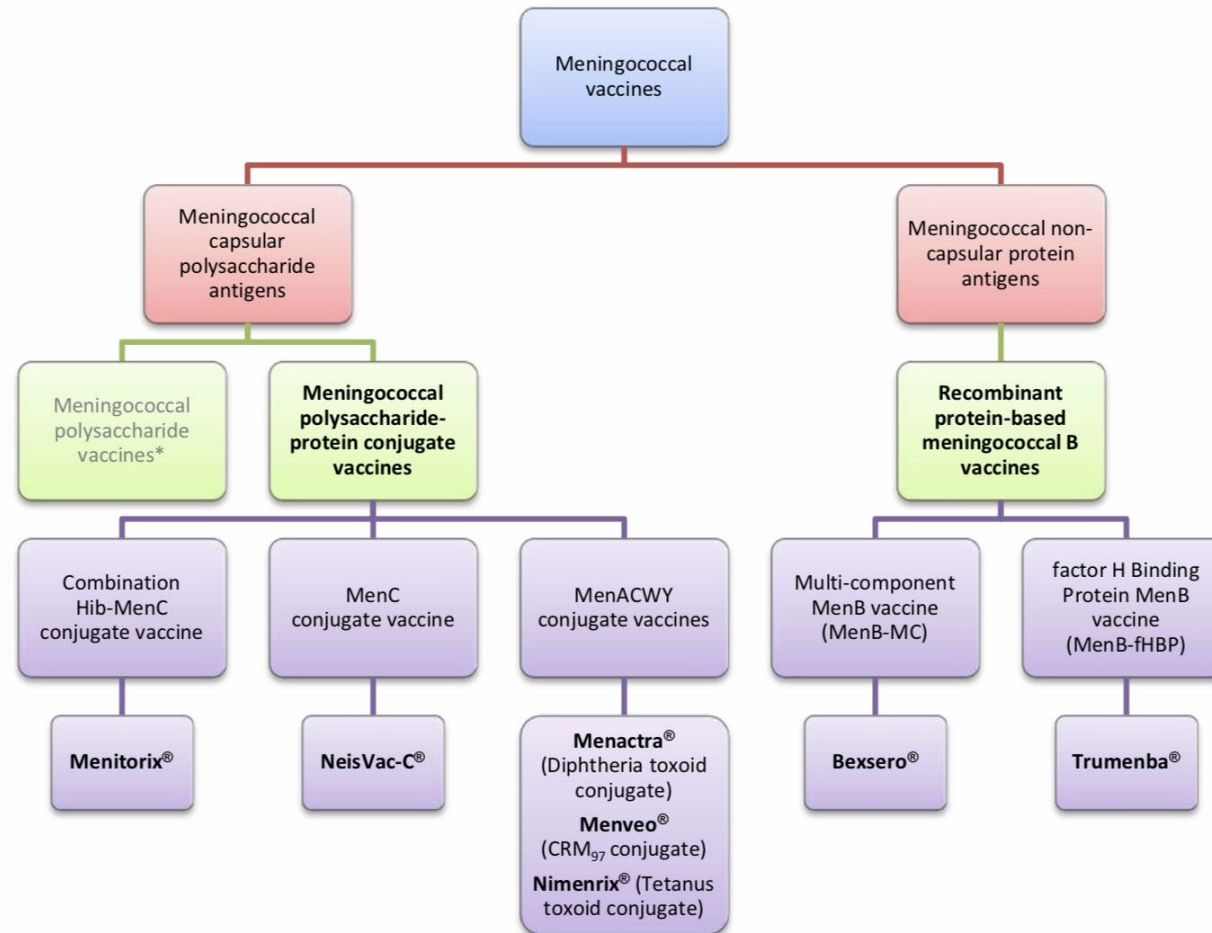 Meningococcal
vaccines
Meningococcal
capsular
polysaccharide
antigens
Meningococcal non-
capsular protein
antigens
Meningococcal
polysaccharide
vaccines*
Meningococcal
polysaccharide-
protein conjugate
vaccines
Recombinant
protein-based
meningococcal B
vaccines
Combination
Hib-MenC
conjugate vaccine
MenC
conjugate vaccine
MenACWY
conjugate vaccines
Multi-component
MenB vaccine
(MenB-MC)
factor H Binding
Protein MenB
vaccine
(MenB-fHBP)
Menitorix®
NeisVac-C®
Menactra®
(Diphtheria toxoid
conjugate)
Menveo®
(CRM₉₇ conjugate)
Nimenrix® (Tetanus
toxoid conjugate)
Bexsero®
Trumenba®